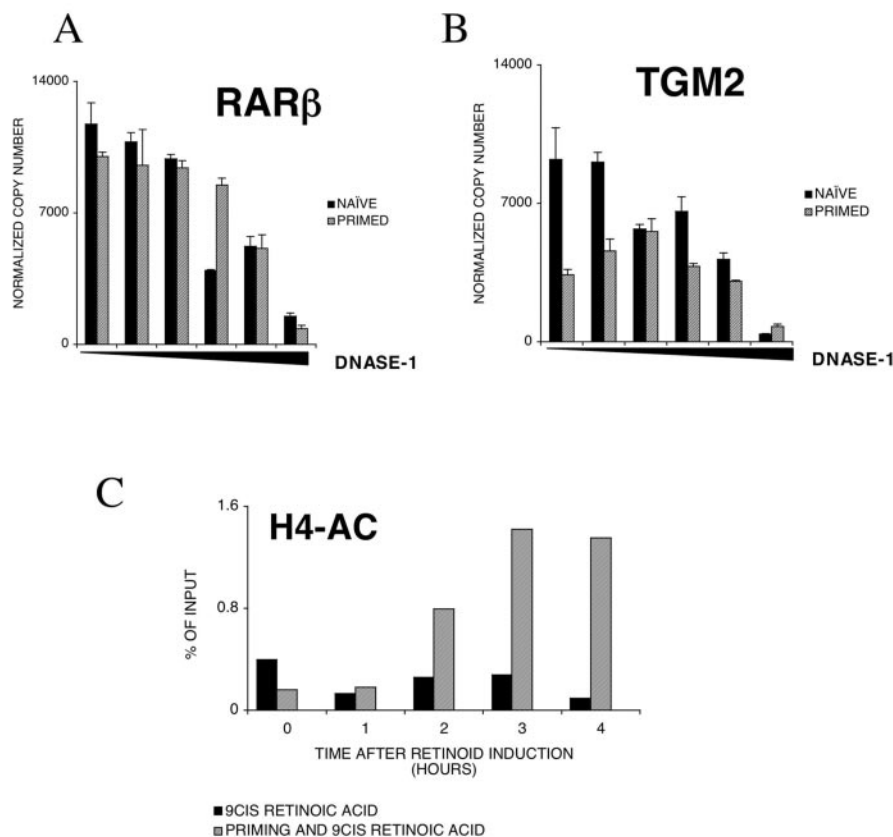 A
14000
RARβ
NORMALIZED COPY NUMBER
7000
■NAÏVE
PRIMED
0
DNASE-1
B
14000
TGM2
NORMALIZED COPY NUMBER
7000
NAÏVE
PRIMED
0
DNASE-1
C
1.6
H4-AC
% OF INPUT
0.8
0
0 1 2 3 4
TIME AFTER RETINOID INDUCTION
(HOURS)
9CIS RETINOIC ACID
PRIMING AND 9CIS RETINOIC ACID